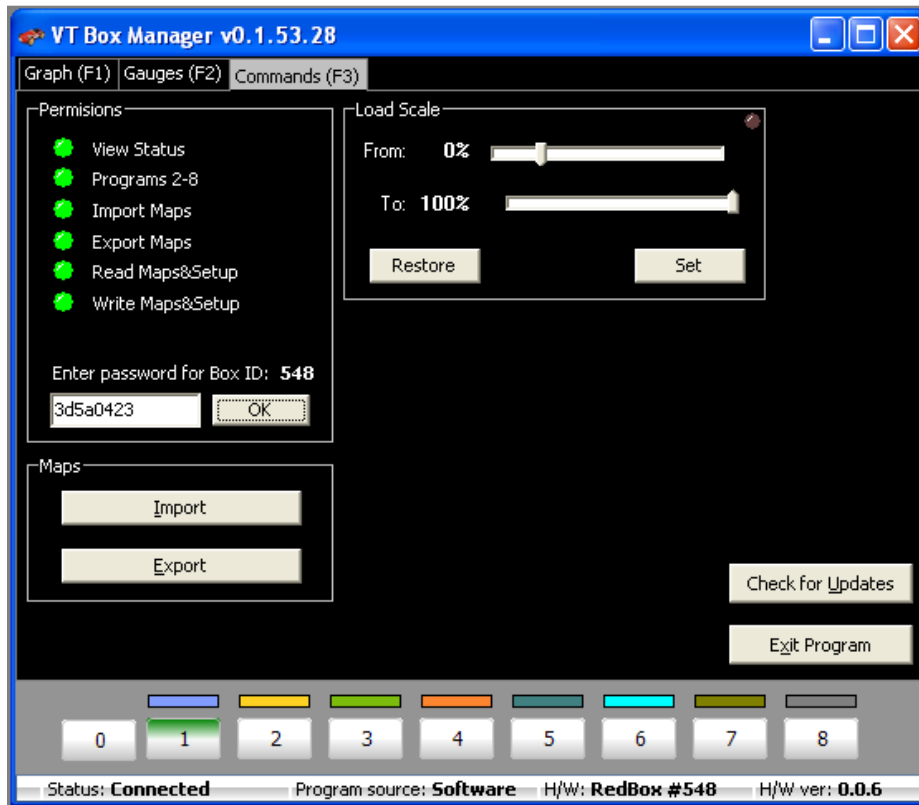 VT Box Manager v0.1.53.28
Graph (F1) Gauges (F2) Commands (F3)
Permisions
View Status
Programs 2-8
Import Maps
Export Maps
Read Maps&Setup
Write Maps&Setup
Enter password for Box ID: 548
3d5a0423 OK
Load Scale
From: 0%
To: 100%
Restore Set
Maps
Import
Export
Check for Updates
Exit Program
0 1 2 3 4 5 6 7 8
Status: Connected Program source: Software H/W: RedBox #548 H/W ver: 0.0.6